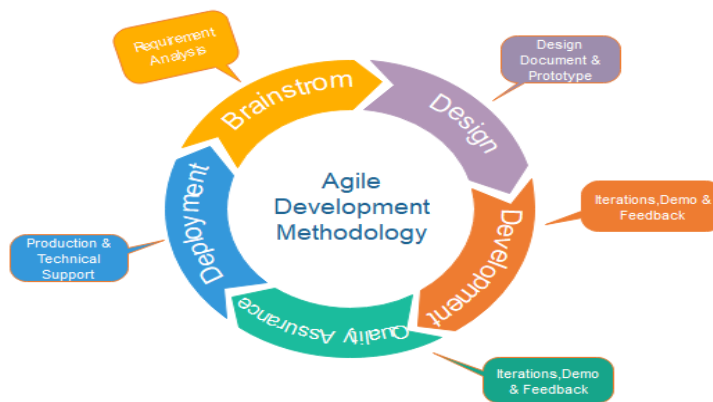 Requirement
Analysis
Brainstrom
Design
Design
Document &
Prototype
Development
Iterations,Demo &
Feedback
Quality Assurance
Iterations,Demo
& Feedback
Deployment
Production &
Technical
Support
Agile
Development
Methodology